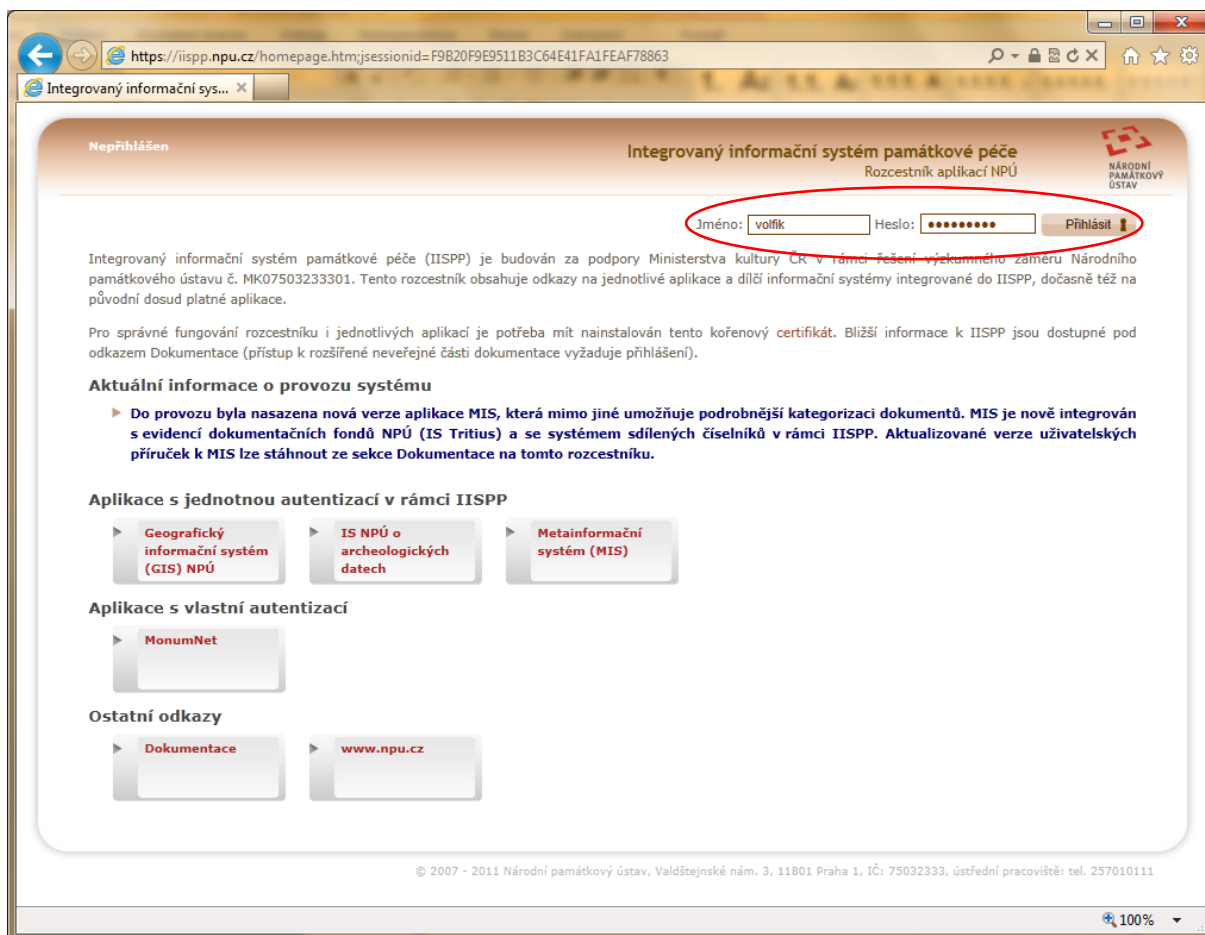 https://iispp.npu.cz/homepage.htm;jsessionid=F9B20F9E9511B3C64E41FA1FEAF78863
Integrovaný informační sys...
Nepřihlášen
Integrovaný informační systém památkové péče
Rozcestník aplikací NPÚ
NÁRODNÍ
PAMÁTKOVÝ
ÚSTAV
Jméno: volfik Heslo: ●●●●●●●●● Přihlásit
Integrovaný informační systém památkové péče (IISPP) je budován za podpory Ministerstva kultury ČR v rámci řešení výzkumného záměru Národního
památkového ústavu č. MK07503233301. Tento rozcestník obsahuje odkazy na jednotlivé aplikace a dílčí informační systémy integrované do IISPP, dočasně též na
původní dosud platné aplikace.
Pro správné fungování rozcestníku i jednotlivých aplikací je potřeba mít nainstalován tento kořenový certifikát. Bližší informace k IISPP jsou dostupné pod
odkazem Dokumentace (přístup k rozšířené neveřejné části dokumentace vyžaduje přihlášení).
Aktuální informace o provozu systému
Do provozu byla nasazena nová verze aplikace MIS, která mimo jiné umožňuje podrobnější kategorizaci dokumentů. MIS je nově integrován
s evidencí dokumentačních fondů NPÚ (IS Tritius) a se systémem sdílených číselníků v rámci IISPP. Aktualizované verze uživatelských
příruček k MIS lze stáhnout ze sekce Dokumentace na tomto rozcestníku.
Aplikace s jednotnou autentizací v rámci IISPP
Geografický
informační systém
(GIS) NPÚ
IS NPÚ o
archeologických
datech
Metainformační
systém (MIS)
Aplikace s vlastní autentizací
MonumNet
Ostatní odkazy
Dokumentace
www.npu.cz
© 2007 - 2011 Národní památkový ústav, Valdštejnské nám. 3, 11801 Praha 1, IČ: 75032333, ústřední pracoviště: tel. 257010111
100%